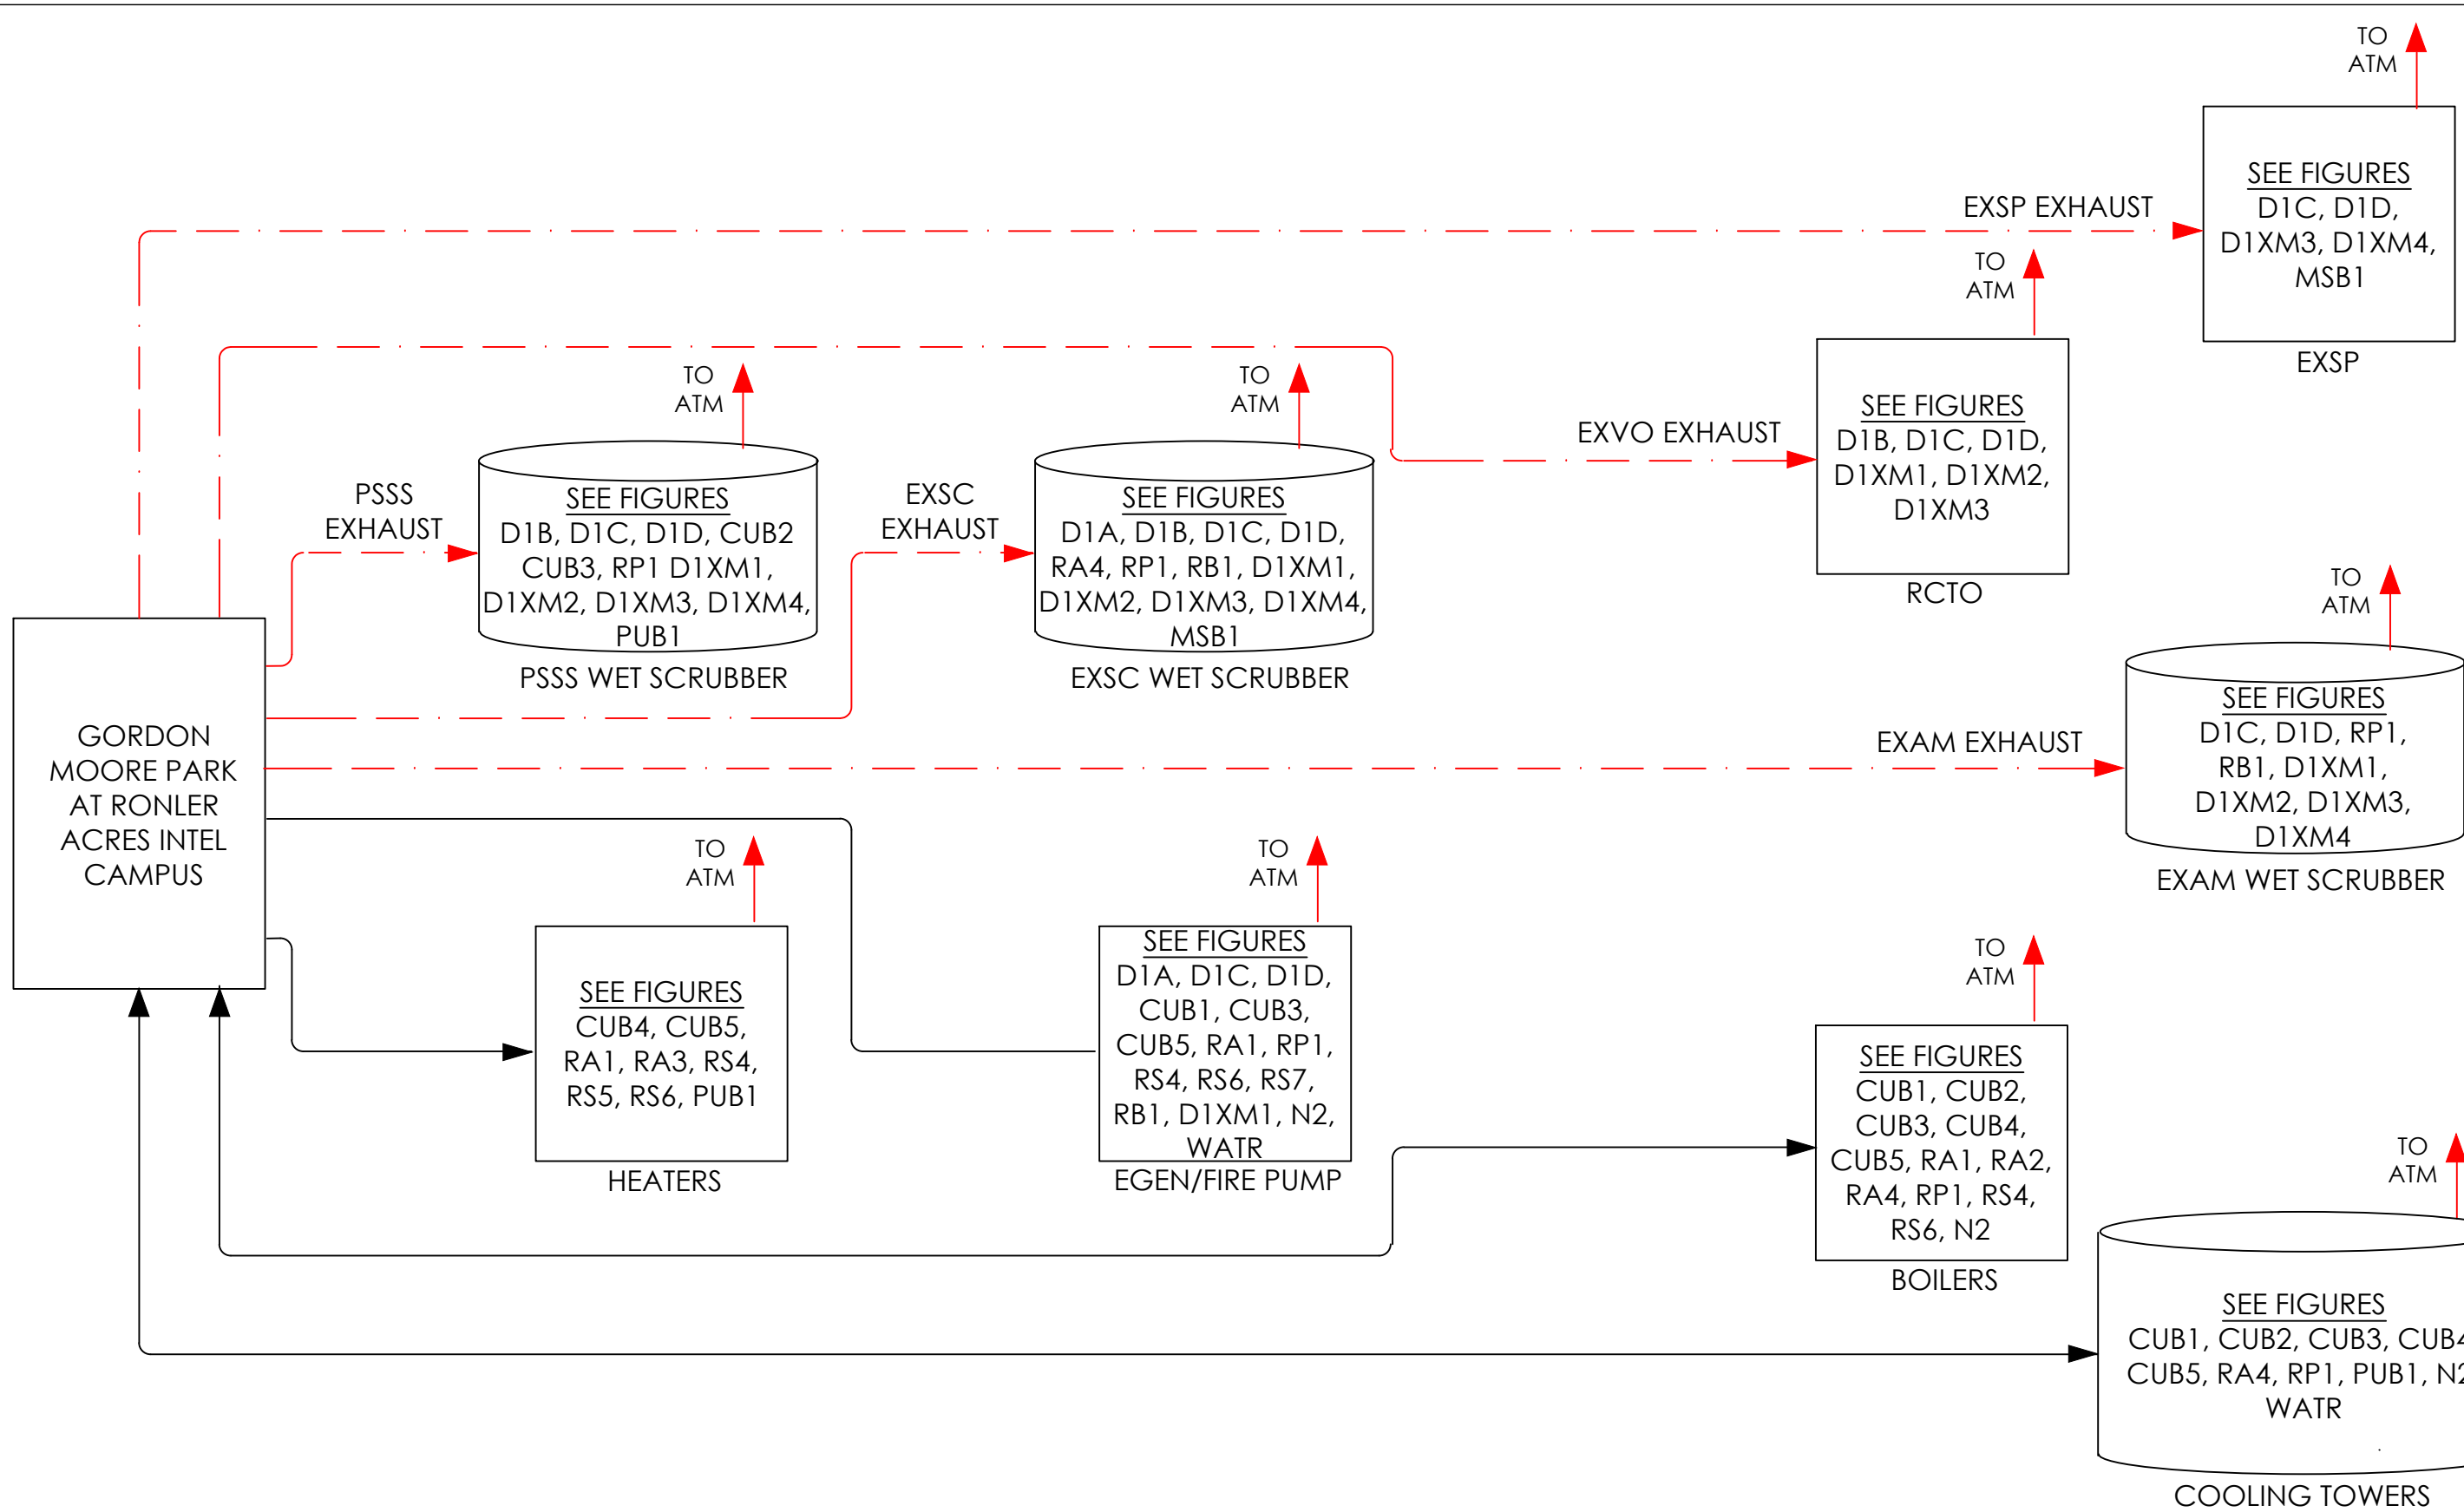 TO
ATM
SEE FIGURES
D1C, D1D,
D1XM3, D1XM4,
MSB1
EXSP
EXSP EXHAUST
TO
ATM
SEE FIGURES
D1B, D1C, D1D,
D1XM1, D1XM2,
D1XM3
RCTO
EXVO EXHAUST
TO
ATM
PSSS
EXHAUST
SEE FIGURES
D1B, D1C, D1D, CUB2
CUB3, RP1 D1XM1,
D1XM2, D1XM3, D1XM4,
PUB1
PSSS WET SCRUBBER
TO
ATM
EXSC
EXHAUST
SEE FIGURES
D1A, D1B, D1C, D1D,
RA4, RP1, RB1, D1XM1,
D1XM2, D1XM3, D1XM4,
MSB1
EXSC WET SCRUBBER
TO
ATM
EXAM EXHAUST
SEE FIGURES
D1C, D1D, RP1,
RB1, D1XM1,
D1XM2, D1XM3,
D1XM4
EXAM WET SCRUBBER
GORDON
MOORE PARK
AT RONLER
ACRES INTEL
CAMPUS
TO
ATM
SEE FIGURES
CUB4, CUB5,
RA1, RA3, RS4,
RS5, RS6, PUB1
HEATERS
TO
ATM
SEE FIGURES
D1A, D1C, D1D,
CUB1, CUB3,
CUB5, RA1, RP1,
RS4, RS6, RS7,
RB1, D1XM1, N2,
WATR
EGEN/FIRE PUMP
TO
ATM
SEE FIGURES
CUB1, CUB2,
CUB3, CUB4,
CUB5, RA1, RA2,
RA4, RP1, RS4,
RS6, N2
BOILERS
TO
ATM
SEE FIGURES
CUB1, CUB2, CUB3, CUB4
CUB5, RA4, RP1, PUB1, N2
WATR
COOLING TOWERS